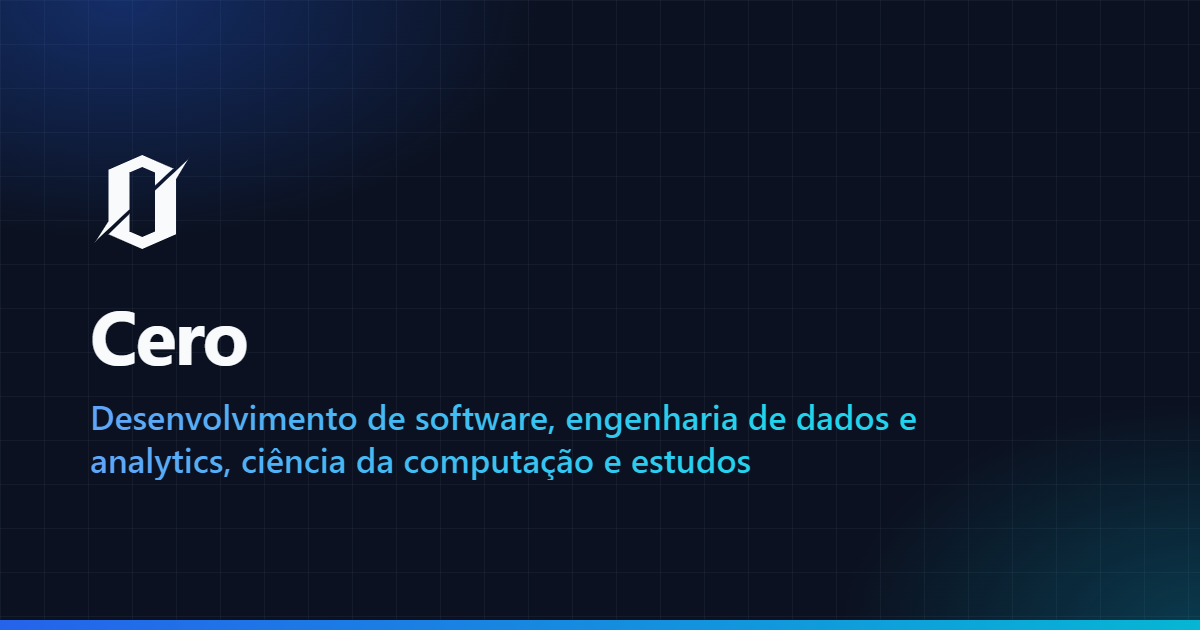 Cero
Desenvolvimento de software, engenharia de dados e
analytics, ciência da computação e estudos